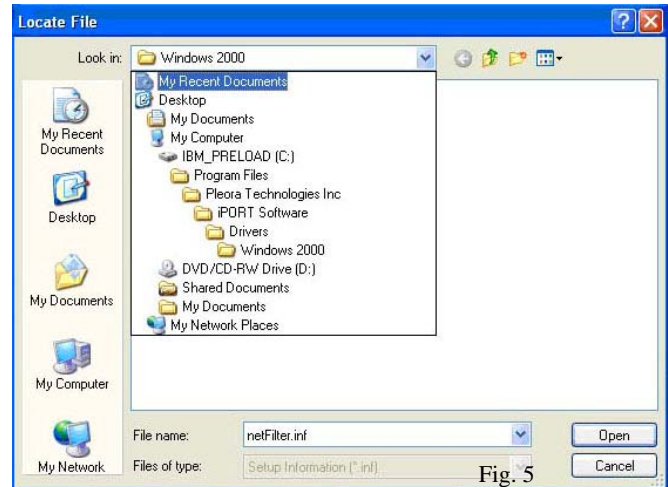 Locate File
Look in:
Windows 2000
My Recent Documents
Desktop
My Documents
My Computer
IBM_PRELOAD (C:)
Program Files
Pleora Technologies Inc
iPORT Software
Drivers
Windows 2000
DVD/CD-RW Drive (D:)
Shared Documents
My Documents
My Network Places
My Recent
Documents
Desktop
My Documents
My Computer
My Network
File name:
netFilter.inf
Open
Files of type:
Setup Information (*.inf)
Fig. 5
Cancel